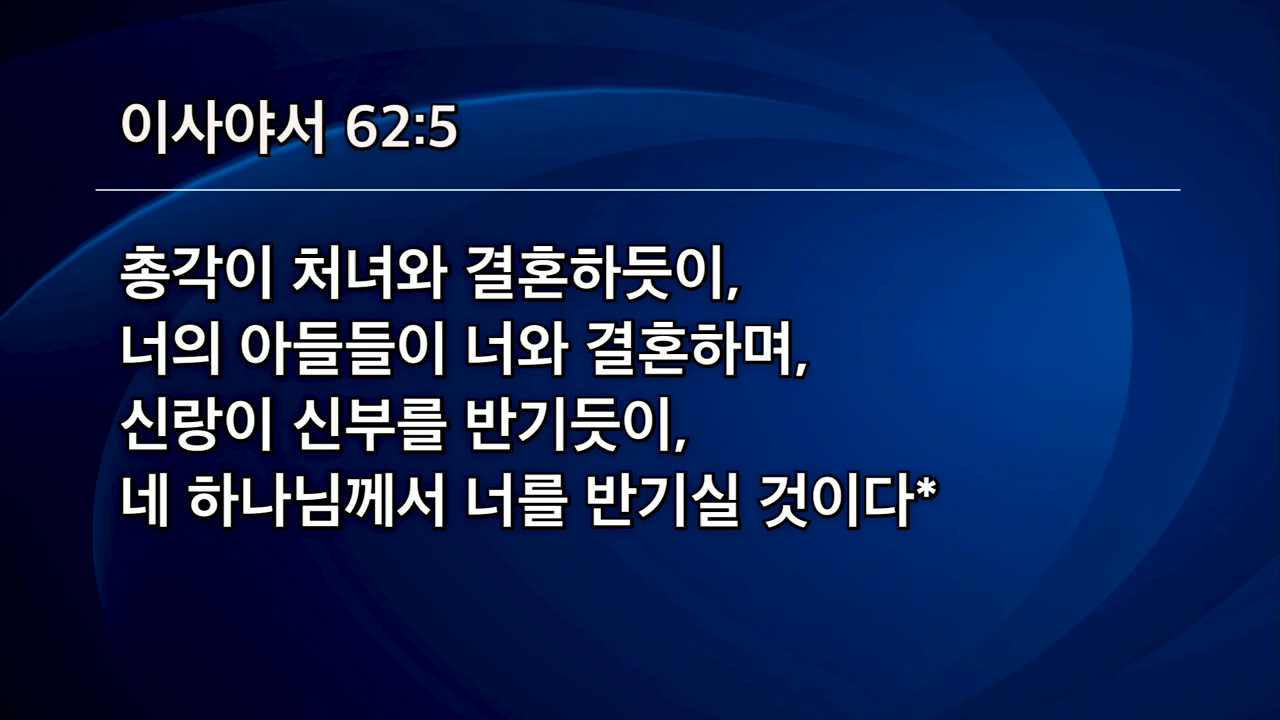 이사야서 62:5
총각이 처녀와 결혼하듯이,
너의 아들들이 너와 결혼하며,
신랑이 신부를 반기듯이,
네 하나님께서 너를 반기실 것이다*